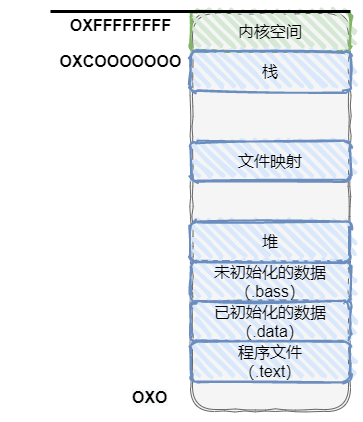 OXFFFFFFFF
内核空间
OXCOOOOOOO
栈
文件映射
堆
未初始化的数据
(.bass)
已初始化的数据
(.data)
程序文件
(.text)
OXO